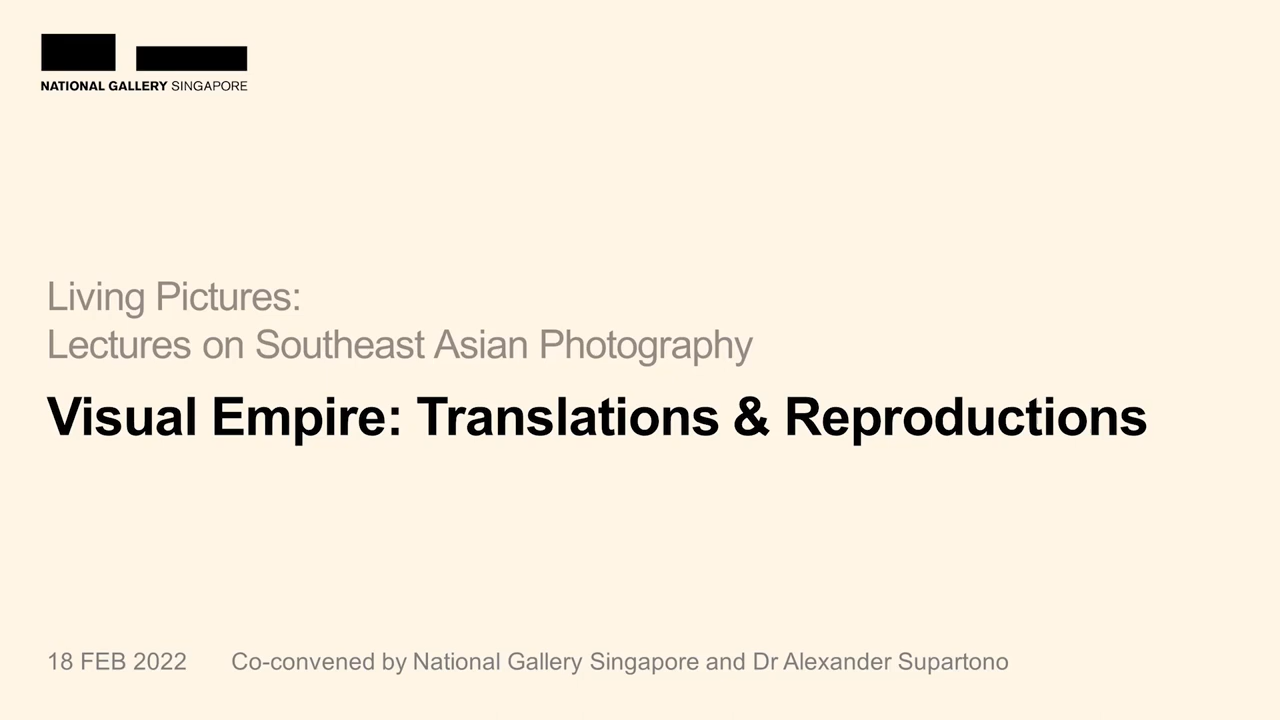 NATIONAL GALLERY SINGAPORE
Living Pictures:
Lectures on Southeast Asian Photography
Visual Empire: Translations & Reproductions
18 FEB 2022 Co-convened by National Gallery Singapore and Dr Alexander Supartono